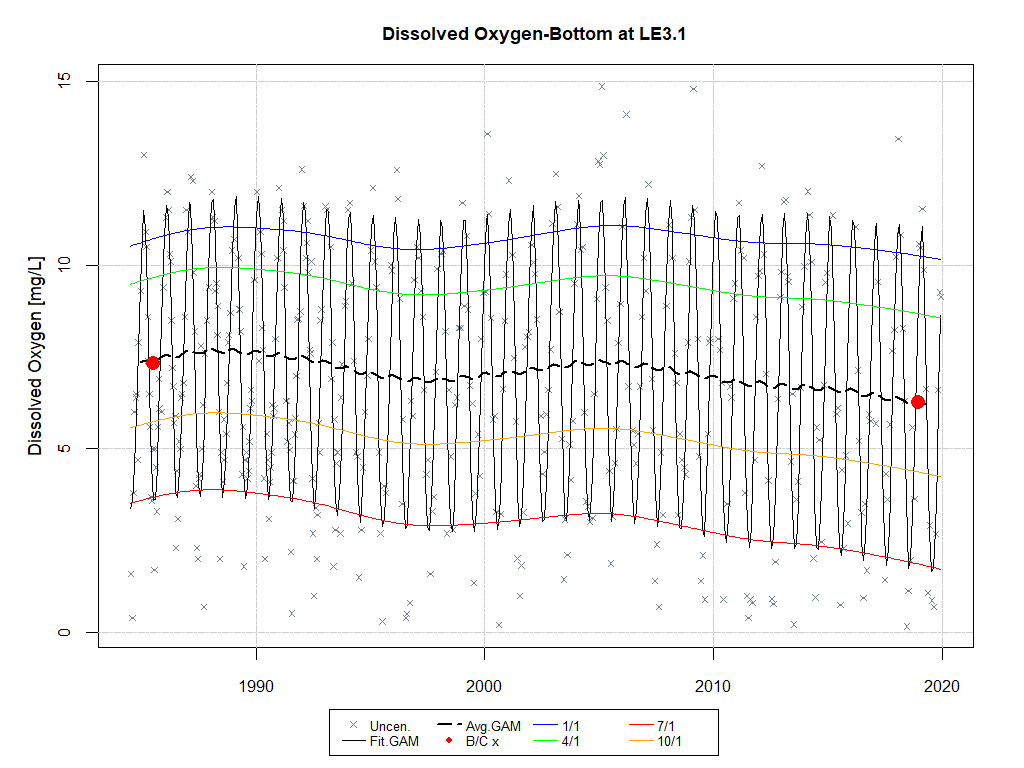 Dissolved Oxygen-Bottom at LE3.1
Dissolved Oxygen [mg/L]
15
10
5
0
1990 2000 2010 2020
Uncen. Avg.GAM 1/1 7/1
Fit.GAM B/C x 4/1 10/1